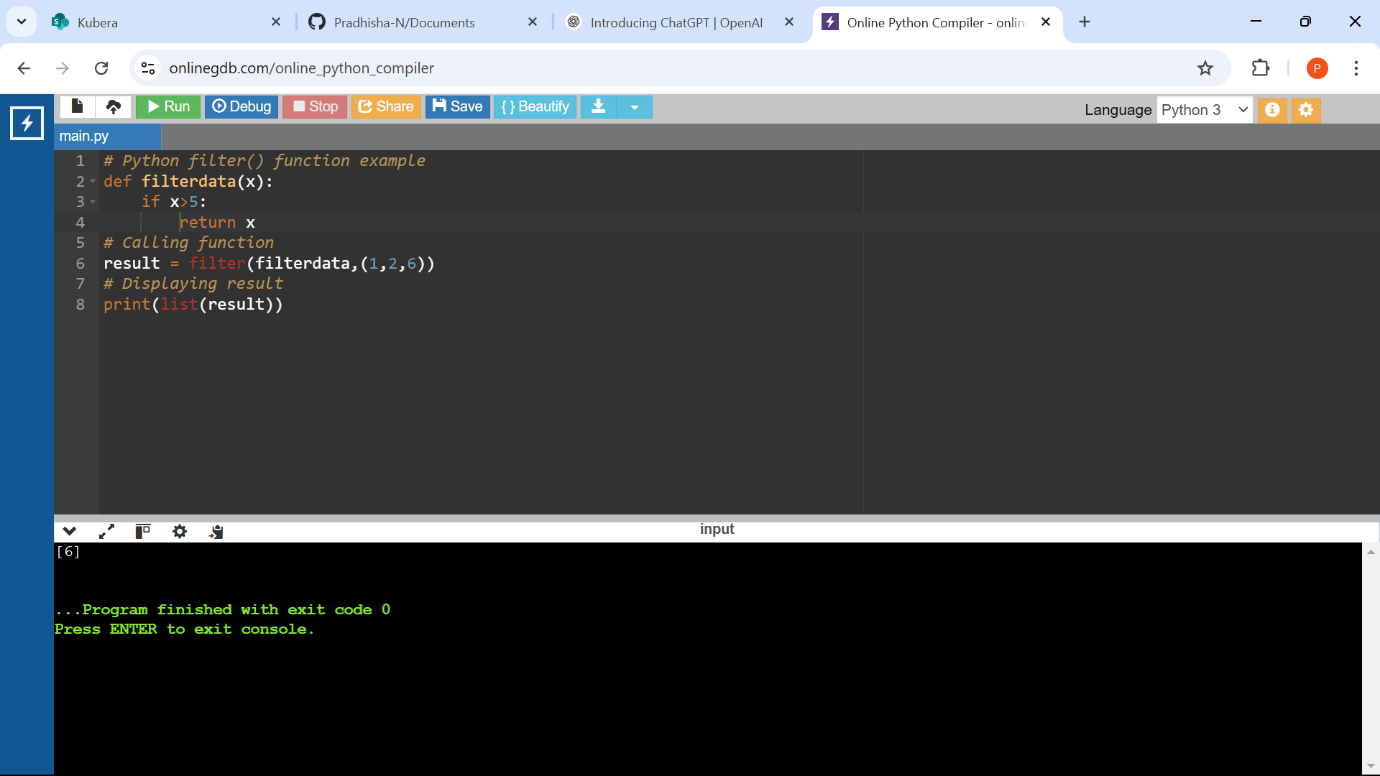 Kubera
Pradhisha-N/Documents
Introducing ChatGPT | OpenAI
Online Python Compiler - onlin
onlinegdb.com/online_python_compiler
P
Run Debug Stop Share Save { } Beautify
Language Python 3
main.py
1 # Python filter() function example
2 def filterdata(x):
3 if x>5:
4 return x
5 # Calling function
6 result = filter(filterdata,(1,2,6))
7 # Displaying result
8 print(list(result))
input
[6]
...Program finished with exit code 0
Press ENTER to exit console.